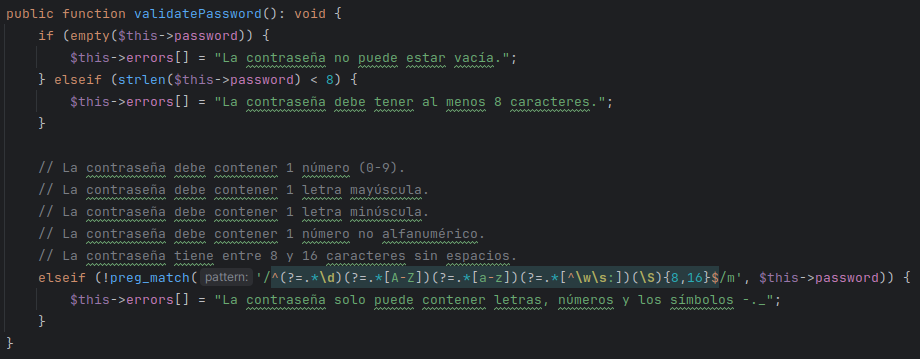 public function validatePassword(): void {
if (empty($this->password)) {
$this->errors[] = "La contraseña no puede estar vacía.";
} elseif (strlen($this->password) < 8) {
$this->errors[] = "La contraseña debe tener al menos 8 caracteres.";
}
// La contraseña debe contener 1 número (0-9).
// La contraseña debe contener 1 letra mayúscula.
// La contraseña debe contener 1 letra minúscula.
// La contraseña debe contener 1 número no alfanumérico.
// La contraseña tiene entre 8 y 16 caracteres sin espacios.
elseif (!preg_match( pattern: '/^(?=.*\d)(?=.*[A-Z])(?=.*[a-z])(?=.*[^\w\s:])(\S){8,16}$/m', $this->password)) {
$this->errors[] = "La contraseña solo puede contener letras, números y los símbolos -._";
}
}